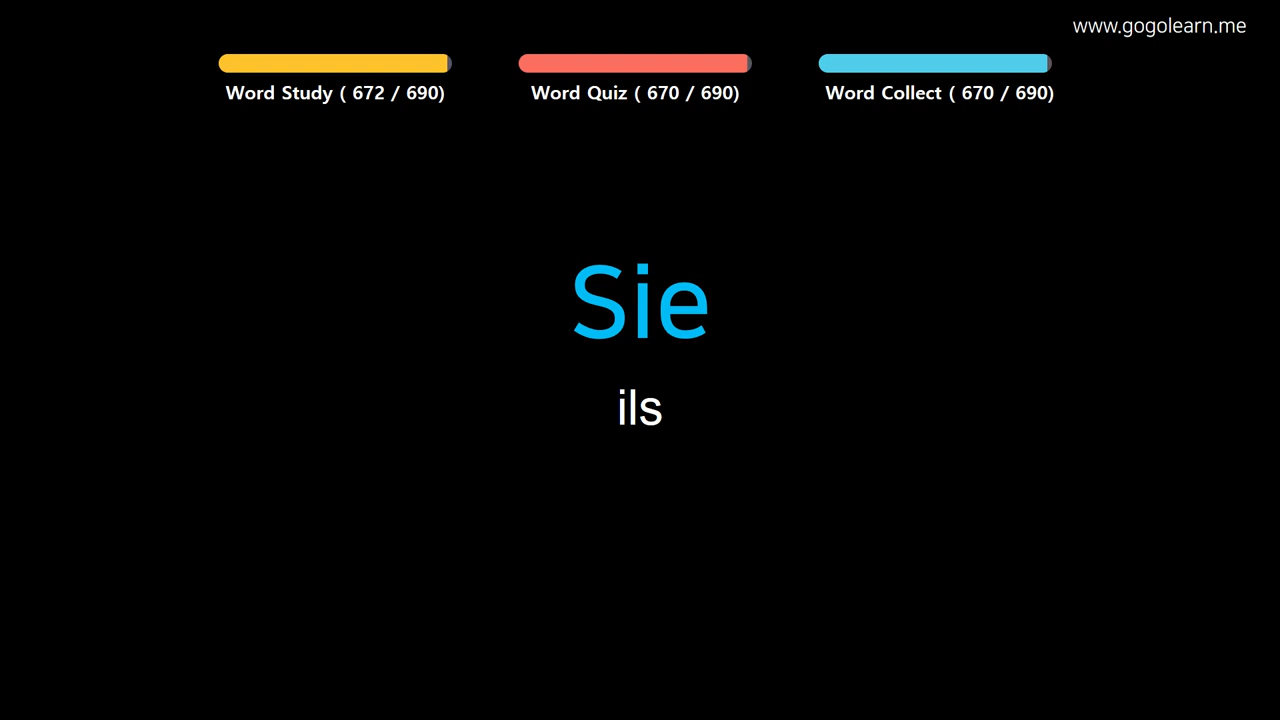 www.gogolearn.me
Word Study ( 672 / 690)
Word Quiz ( 670 / 690)
Word Collect ( 670 / 690)
Sie
ils